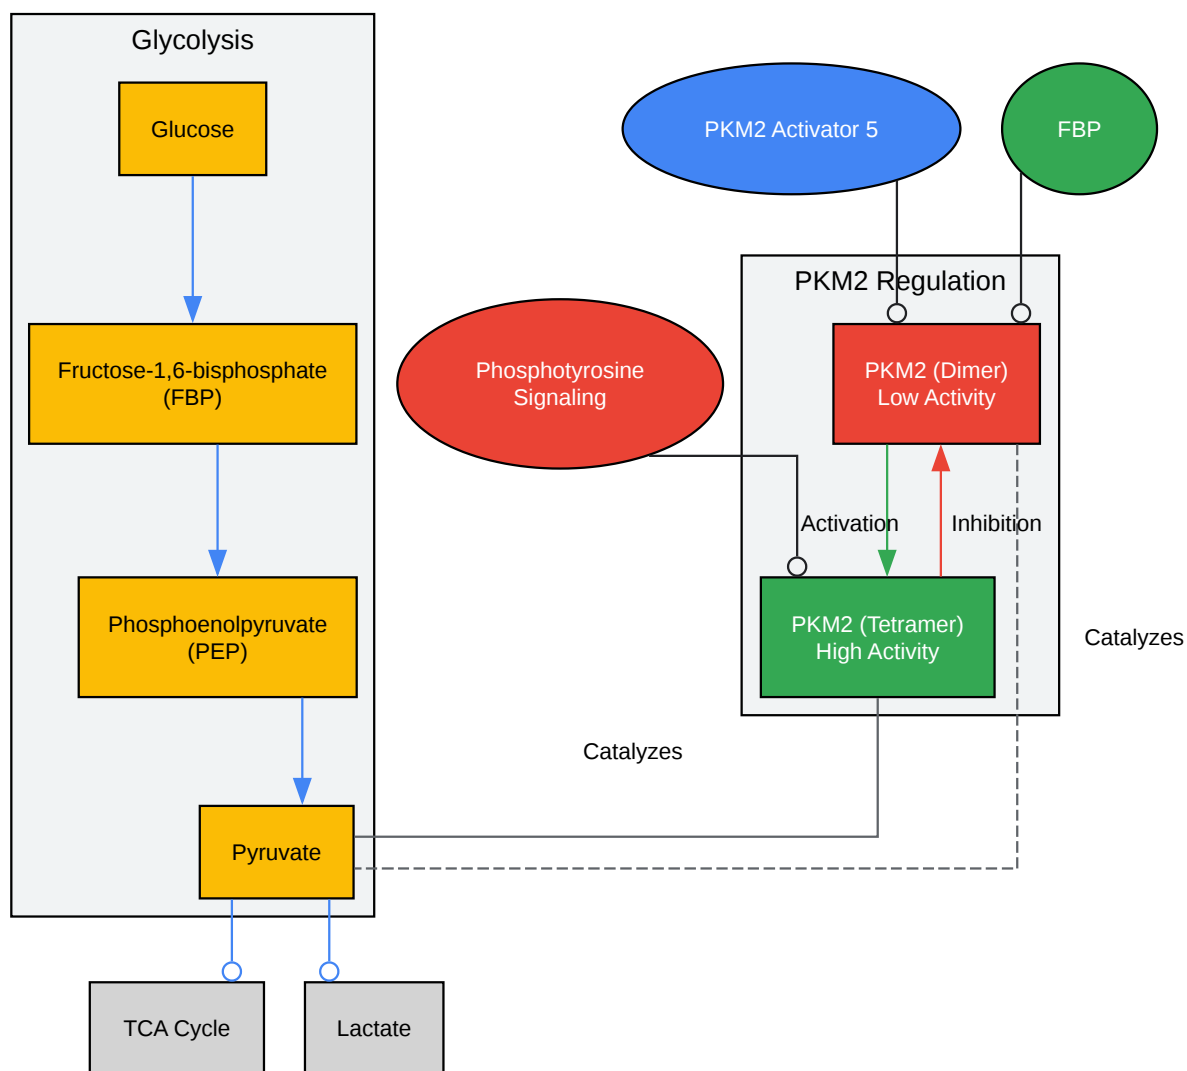 Glycolysis
Glucose
Fructose-1,6-bisphosphate
(FBP)
Phosphoenolpyruvate
(PEP)
Pyruvate
TCA Cycle
Lactate
PKM2 Activator 5
FBP
PKM2 Regulation
Phosphotyrosine
Signaling
PKM2 (Dimer)
Low Activity
Activation
Inhibition
PKM2 (Tetramer)
High Activity
Catalyzes
Catalyzes